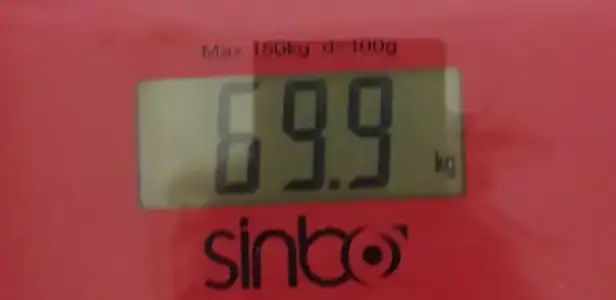 Max 150kg d=100g
69.9 kg
sinbo